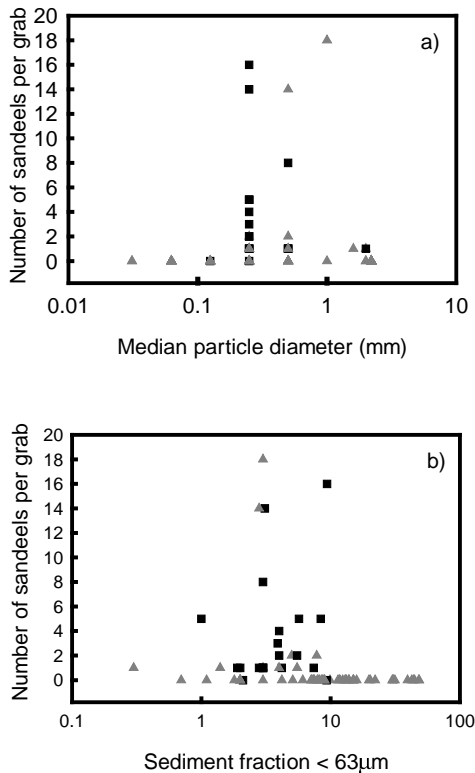 20
18
16
14
12
10
8
6
4
2
0
Number of sandeels per grab
a)
0.01 0.1 1 10
Median particle diameter (mm)
20
18
16
14
12
10
8
6
4
2
0
Number of sandeels per grab
b)
0.1 1 10 100
Sediment fraction < 63µm